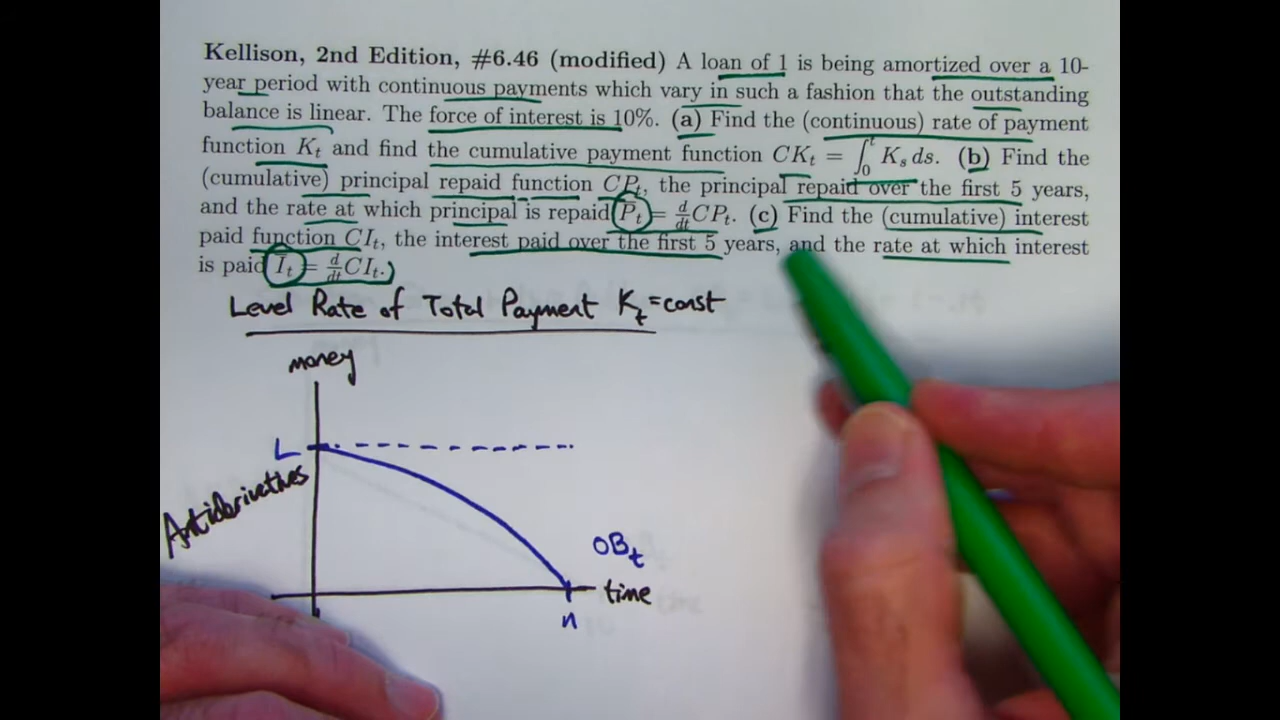 Kellison, 2nd Edition, #6.46 (modified) A loan of 1 is being amortized over a 10-
year period with continuous payments which vary in such a fashion that the outstanding
balance is linear. The force of interest is 10%. (a) Find the (continuous) rate of payment
function K_t and find the cumulative payment function CK_t = ∫_0^t K_s ds. (b) Find the
(cumulative) principal repaid function CP_t, the principal repaid over the first 5 years,
and the rate at which principal is repaid P_t = d/dt CP_t. (c) Find the (cumulative) interest
paid function CI_t, the interest paid over the first 5 years, and the rate at which interest
is paid I_t = d/dt CI_t.)
Level Rate of Total Payment K_t = const
money
L
Antiderivatives
OB_t
time
n